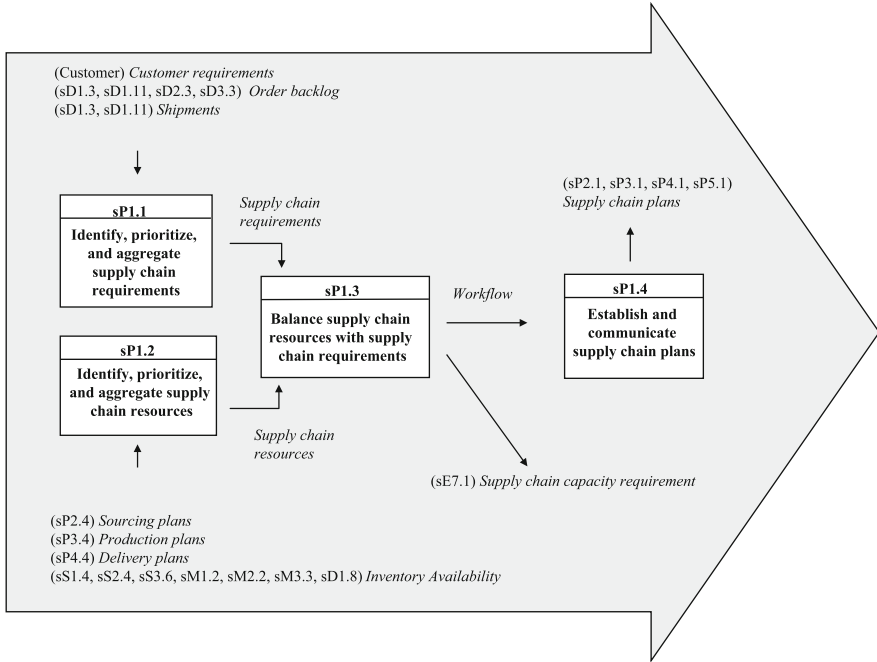 (Customer) Customer requirements
(sD1.3, sD1.11, sD2.3, sD3.3) Order backlog
(sD1.3, sD1.11) Shipments
sP1.1
Identify, prioritize,
and aggregate
supply chain
requirements
Supply chain
requirements
sP1.2
Identify, prioritize,
and aggregate supply
chain resources
Supply chain
resources
sP1.3
Balance supply chain
resources with supply
chain requirements
Workflow
(sP2.1, sP3.1, sP4.1, sP5.1)
Supply chain plans
sP1.4
Establish and
communicate
supply chain plans
(sE7.1) Supply chain capacity requirement
(sP2.4) Sourcing plans
(sP3.4) Production plans
(sP4.4) Delivery plans
(sS1.4, sS2.4, sS3.6, sM1.2, sM2.2, sM3.3, sD1.8) Inventory Availability